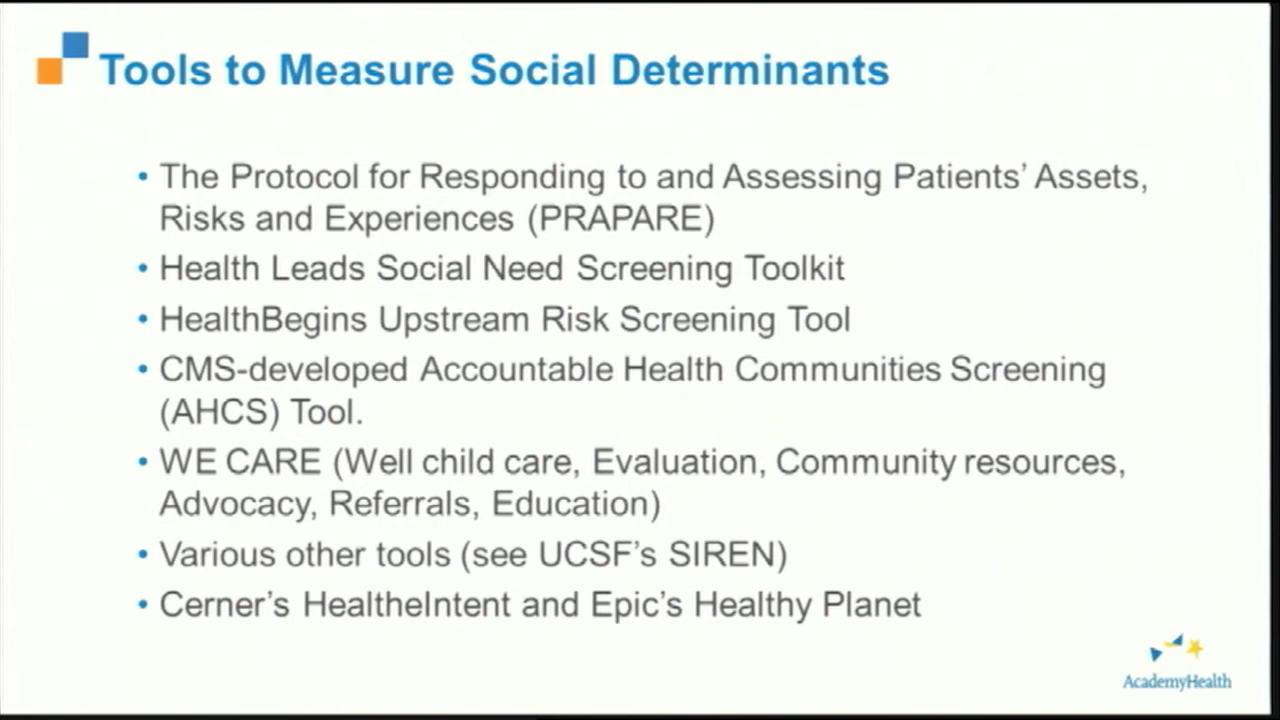 Tools to Measure Social Determinants
• The Protocol for Responding to and Assessing Patients’ Assets,
Risks and Experiences (PRAPARE)
• Health Leads Social Need Screening Toolkit
• HealthBegins Upstream Risk Screening Tool
• CMS-developed Accountable Health Communities Screening
(AHCS) Tool.
• WE CARE (Well child care, Evaluation, Community resources,
Advocacy, Referrals, Education)
• Various other tools (see UCSF’s SIREN)
• Cerner’s HealtheIntent and Epic’s Healthy Planet
AcademyHealth